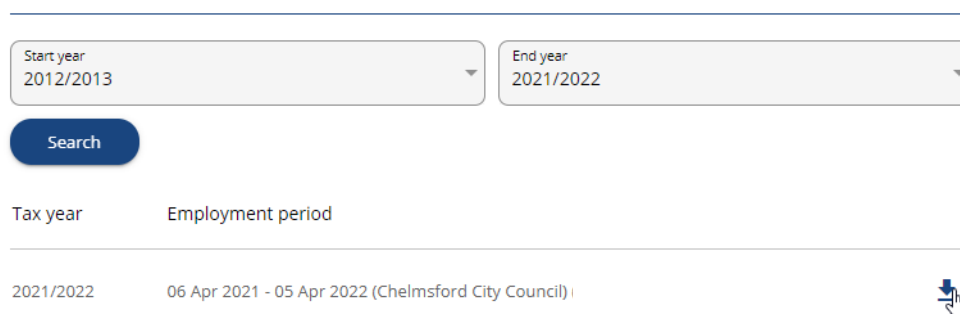 Start year End year
2012/2013 2021/2022
Search
Tax year Employment period
2021/2022 06 Apr 2021 - 05 Apr 2022 (Chelmsford City Council)